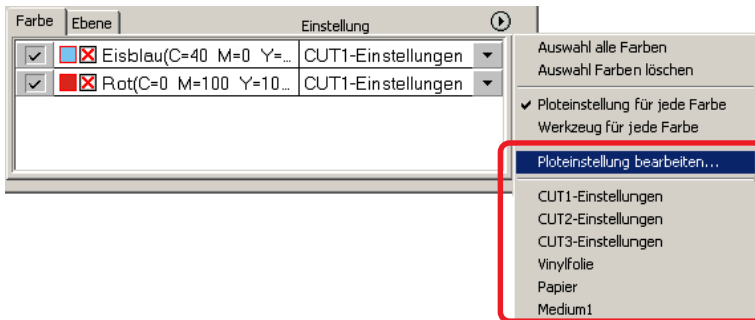 Farbe Ebene Einstellung
Eisblau(C=40 M=0 Y=... CUT1-Einstellungen
Rot(C=0 M=100 Y=10... CUT1-Einstellungen
Auswahl alle Farben
Auswahl Farben löschen
Ploteinstellung für jede Farbe
Werkzeug für jede Farbe
Ploteinstellung bearbeiten...
CUT1-Einstellungen
CUT2-Einstellungen
CUT3-Einstellungen
Vinylfolie
Papier
Medium1